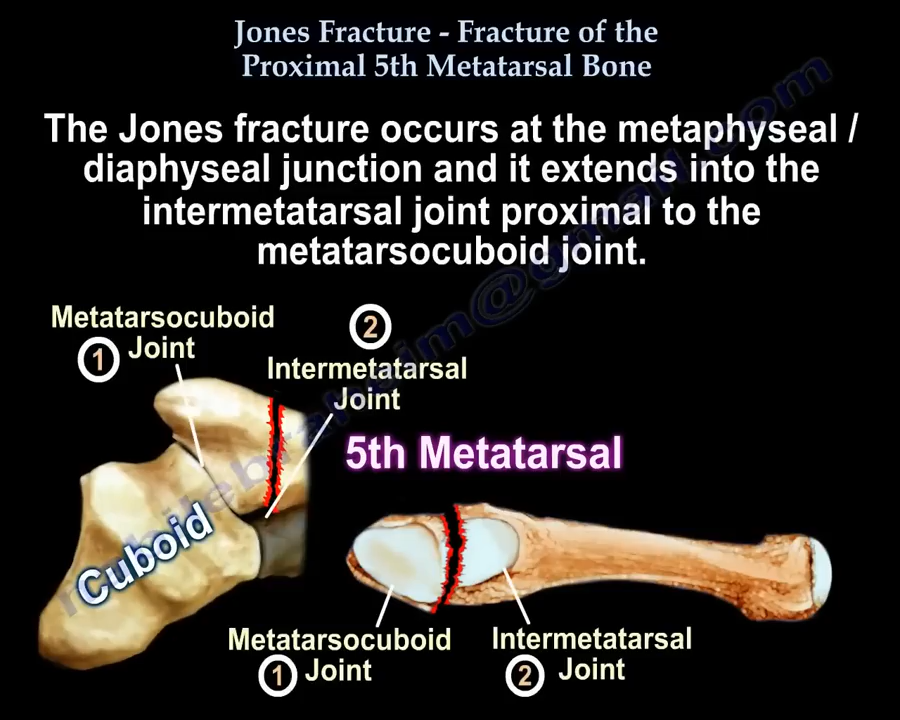 Jones Fracture - Fracture of the
Proximal 5th Metatarsal Bone
The Jones fracture occurs at the metaphyseal /
diaphyseal junction and it extends into the
intermetatarsal joint proximal to the
metatarsocuboid joint.
Metatarsocuboid
1 Joint
2
Intermetatarsal
Joint
5th Metatarsal
Cuboid
Metatarsocuboid
1 Joint
Intermetatarsal
2 Joint